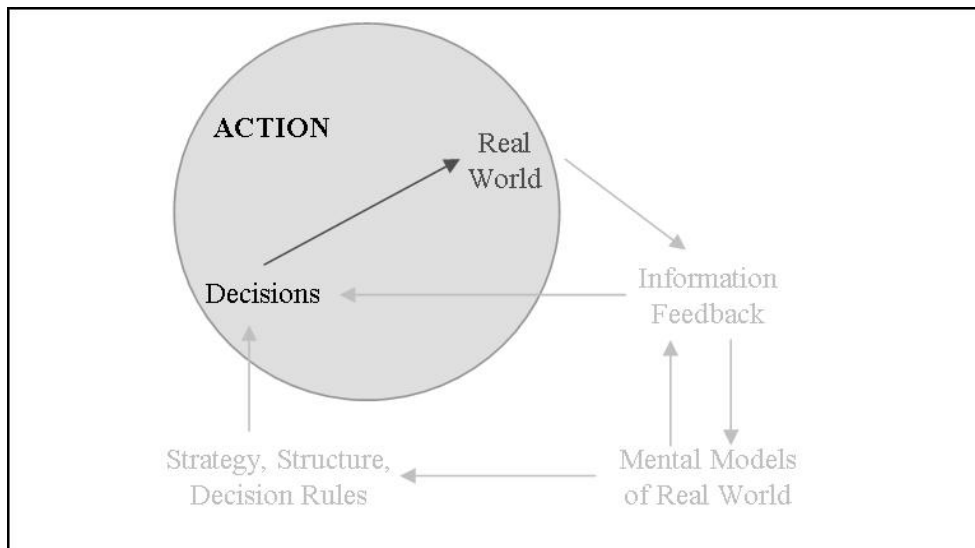 ACTION
Real
World
Decisions
Information
Feedback
Strategy, Structure,
Decision Rules
Mental Models
of Real World